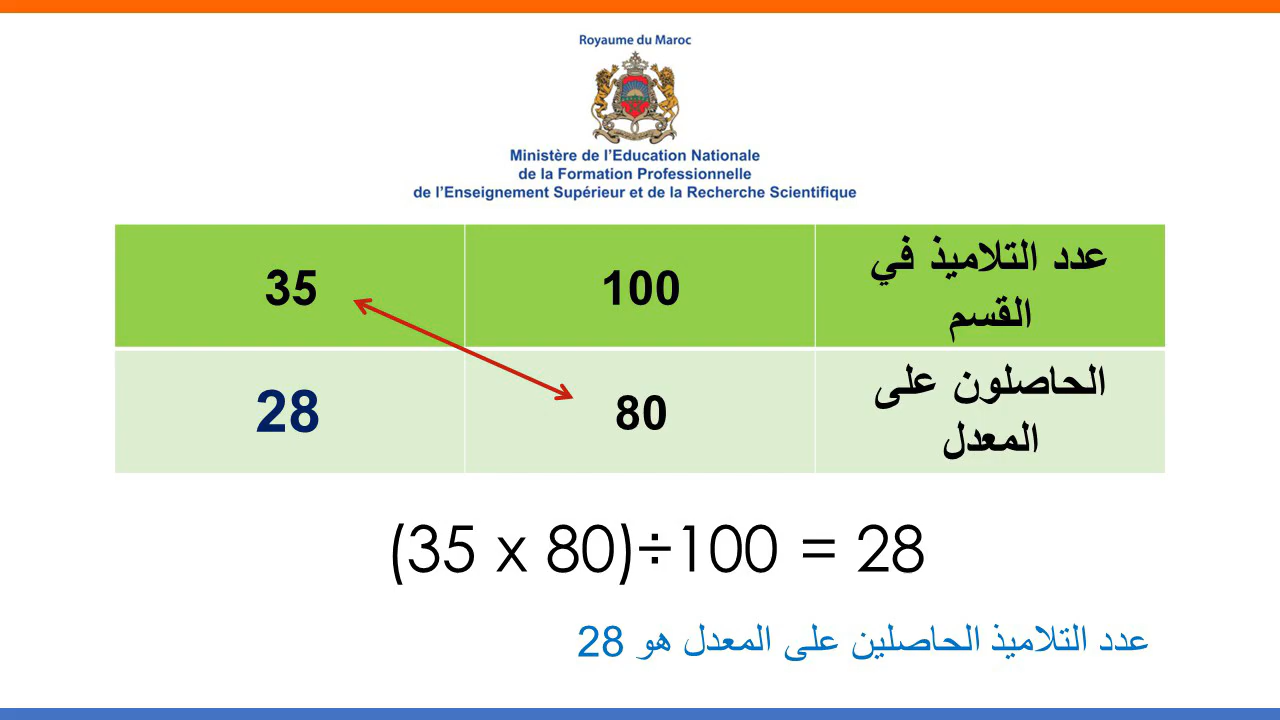 Royaume du Maroc
Ministère de l'Education Nationale
de la Formation Professionnelle
de l'Enseignement Supérieur et de la Recherche Scientifique
عدد التلاميذ في
القسم
100
35
الحاصلون على
المعدل
80
28
(35 x 80)÷100 = 28
عدد التلاميذ الحاصلين على المعدل هو 28